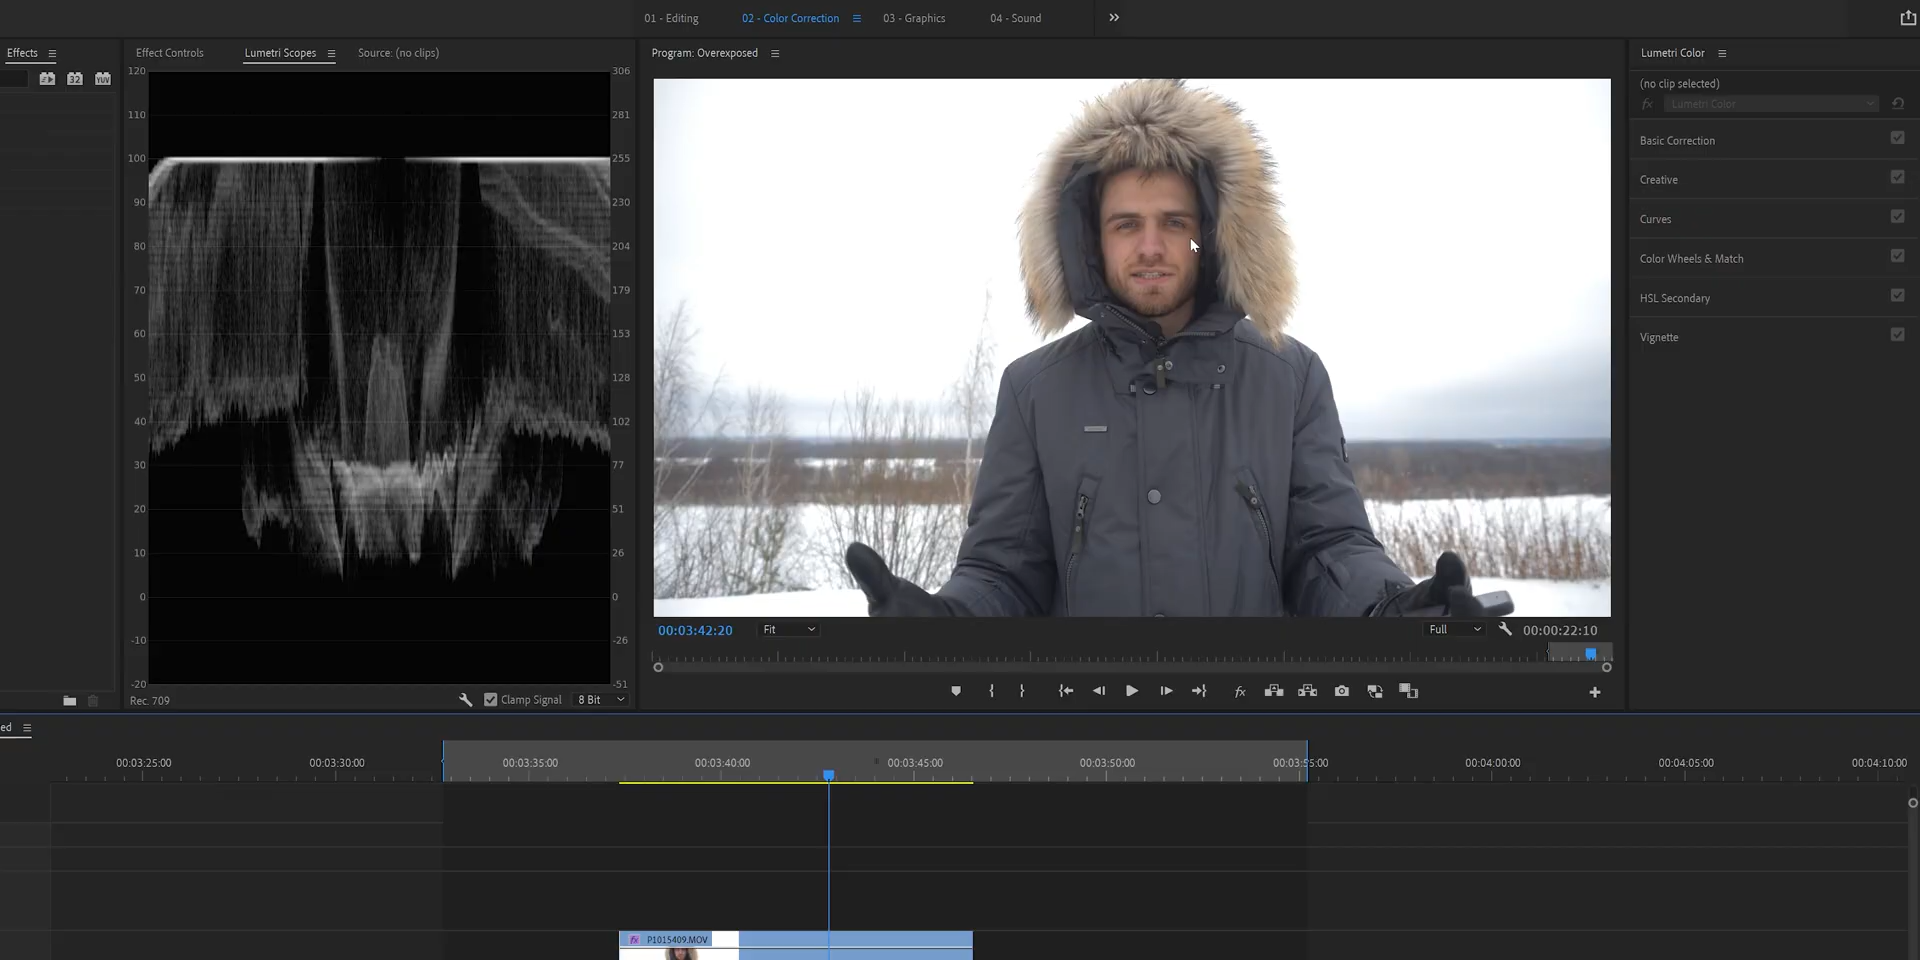 01 - Editing
02 - Color Correction
03 - Graphics
04 - Sound
Effects
Effect Controls
Lumetri Scopes
Source: (no clips)
Program: Overexposed
Lumetri Color
(no clip selected)
fx Lumetri Color
Basic Correction
Creative
Curves
Color Wheels & Match
HSL Secondary
Vignette
32
YUV
120 306
110 281
100 255
90 230
80 204
70 179
60 153
50 128
40 102
30 77
20 51
10 26
0 0
-10 -26
-20 -51
Rec. 709
Clamp Signal
8 Bit
00:03:42:20
Fit
Full
00:00:22:10
fx
ed
00:03:25:00
00:03:30:00
00:03:35:00
00:03:40:00
00:03:45:00
00:03:50:00
00:03:55:00
00:04:00:00
00:04:05:00
00:04:10:00
fx P1015409.MOV